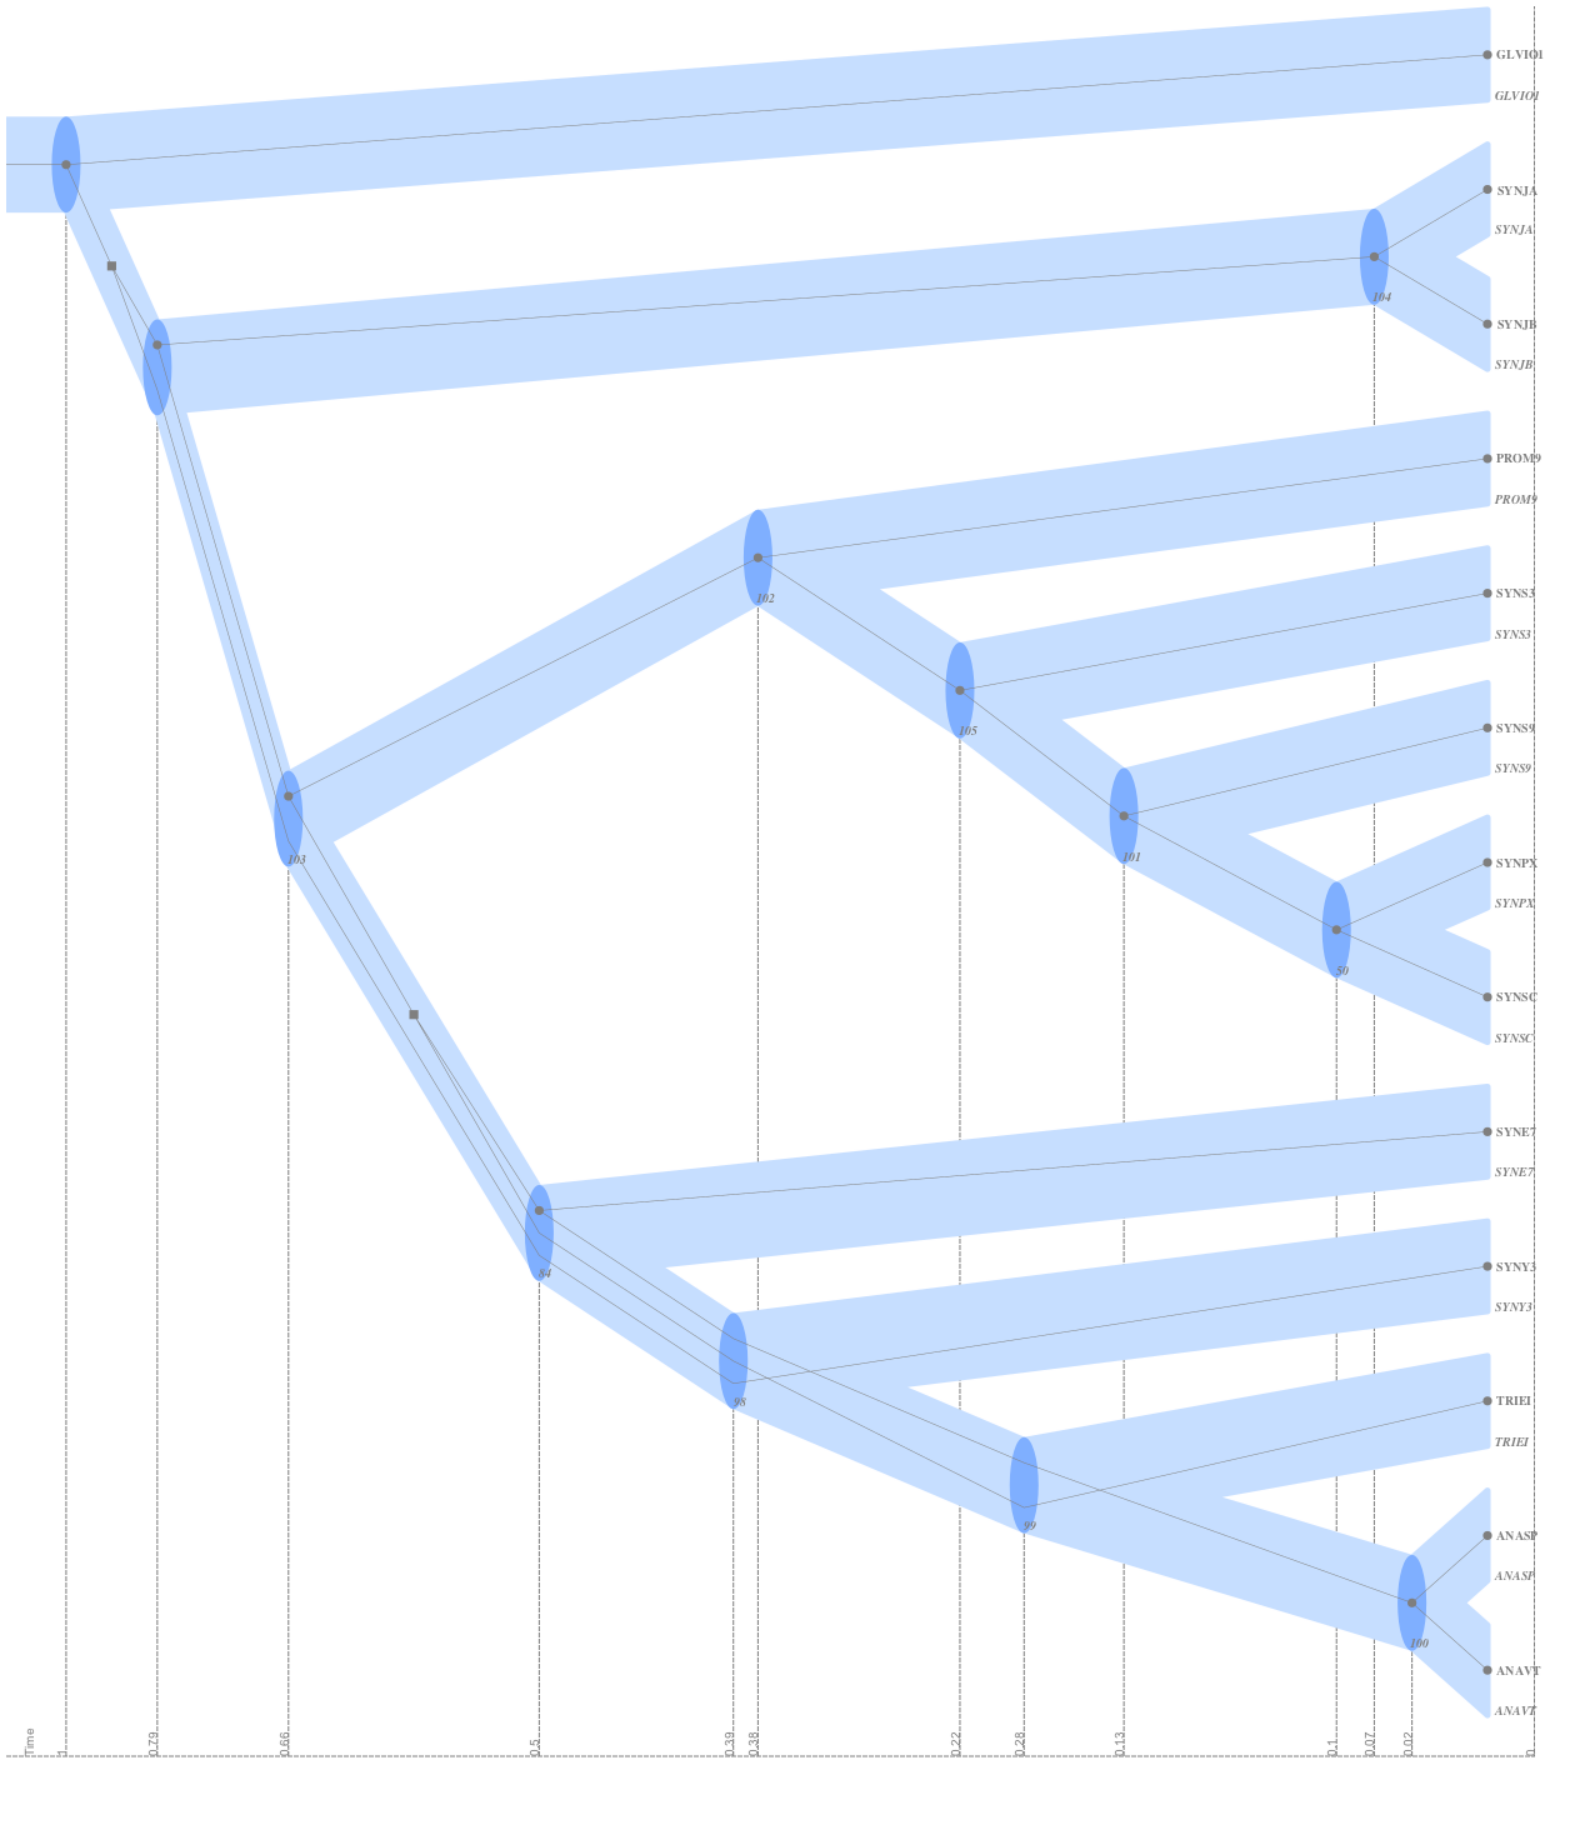 GLVIO1
GLVIO1
SYNJA
SYNJA
104
SYNJB
SYNJB
PROM9
PROM9
SYNS3
102
SYNS3
SYNS9
105
SYNS9
103
101
SYNPX
SYNPX
50
SYNSC
SYNSC
SYNE7
SYNE7
SYNY3
84
SYNY3
TRIEI
98
TRIEI
99
ANASP
ANASP
100
ANAVT
ANAVT
Time 1 0.79 0.66 0.5 0.39 0.38 0.22 0.28 0.13 0.1 0.07 0.02 0